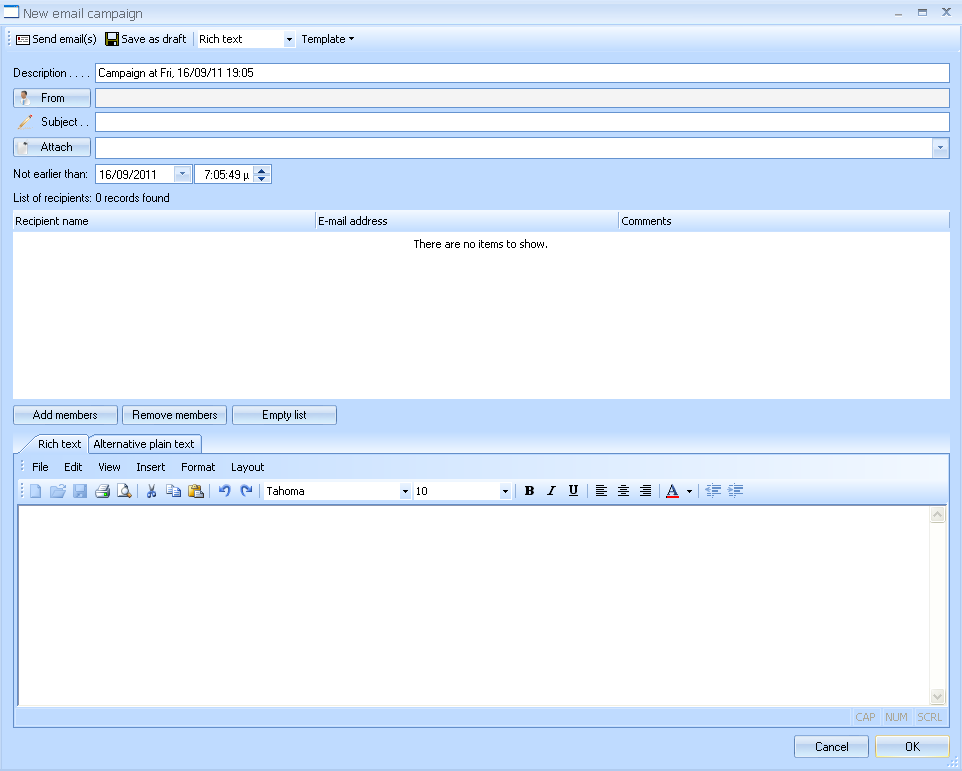 New email campaign
Send email(s) Save as draft Rich text Template
Description . . . . Campaign at Fri, 16/09/11 19:05
From
Subject . .
Attach
Not earlier than: 16/09/2011 7:05:49 μ
List of recipients: 0 records found
Recipient name E-mail address Comments
There are no items to show.
Add members Remove members Empty list
Rich text Alternative plain text
File Edit View Insert Format Layout
Tahoma 10 B I U A
CAP NUM SCRL
Cancel OK